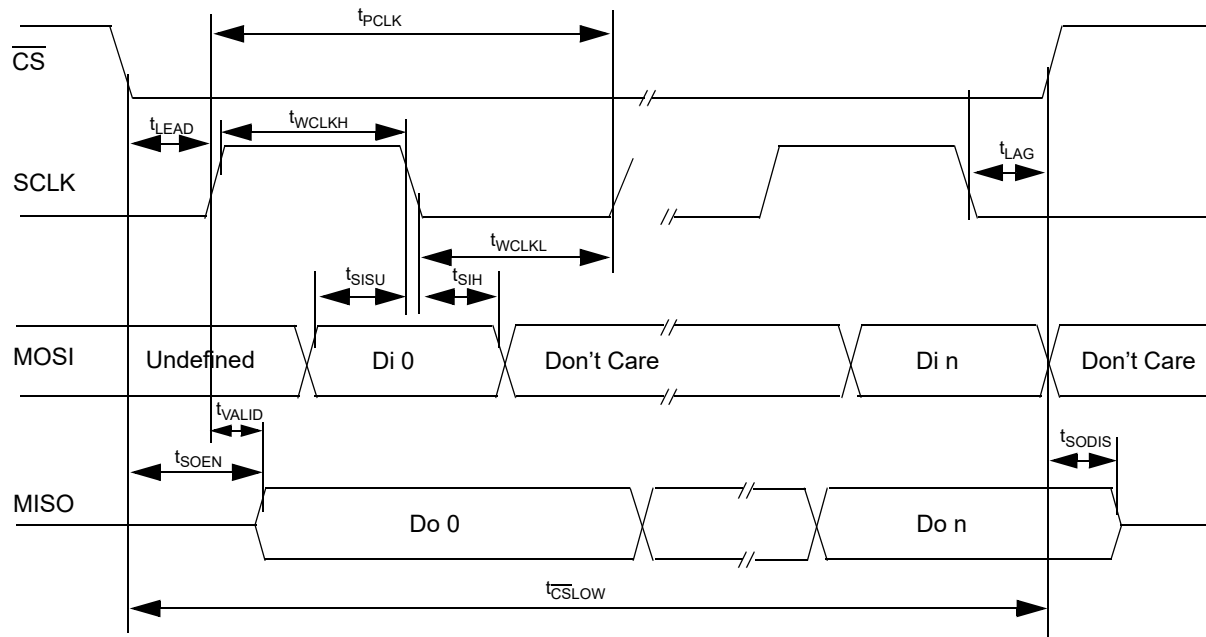 tPCLK
CS
tLEAD
tWCLKH
tLAG
SCLK
tWCLKL
tSISU
tSIH
MOSI
Undefined
Di 0
Don't Care
Di n
Don't Care
tVALID
tSOEN
tSODIS
MISO
Do 0
Do n
tCSLOW